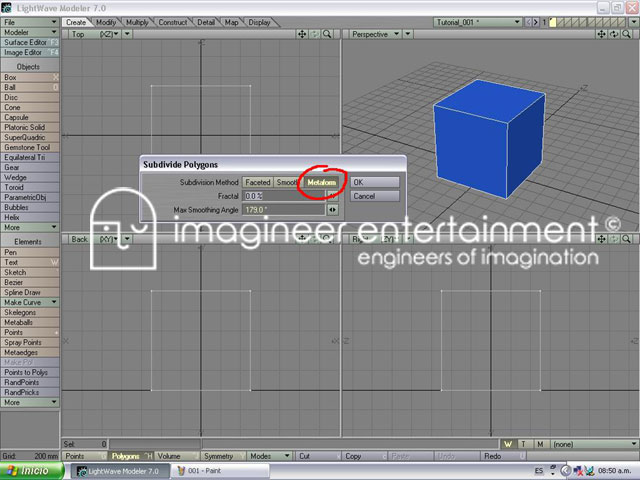 LightWave Modeler 7.0
File
Create Modify Multiply Construct Detail Map Display
Tutorial_001 *
1
Modeler
Surface Editor F5
Image Editor F4
Objects
Box X
Ball O
Disc
Cone
Capsule
Platonic Solid
SuperQuadric
Gemstone Tool
Equilateral Tri
Gear
Wedge
Toroid
ParametricObj
Bubbles
Helix
More
Elements
Pen
Text W
Sketch
Bezier
Spline Draw
Make Curve
Skelegons
Metaballs
Points +
Spray Points
Metaedges
Make Pol
Points to Polys
RandPoints
RandPricks
More
Top (XZ)
Perspective
Subdivide Polygons
Subdivision Method Faceted Smooth Metaform OK
Fractal 0.0 % Cancel
Max Smoothing Angle 179.0 °
imagineer entertainment ©
engineers of imagination
Back (XY)
Right
Sel: 0
W T M (none)
Grid: 200 mm
Points Polygons ^H Volume Symmetry Modes Cut Copy Paste Undo Redo
Inicio
LightWave Modeler 7.0
001 - Paint
ES
08:50 a.m.